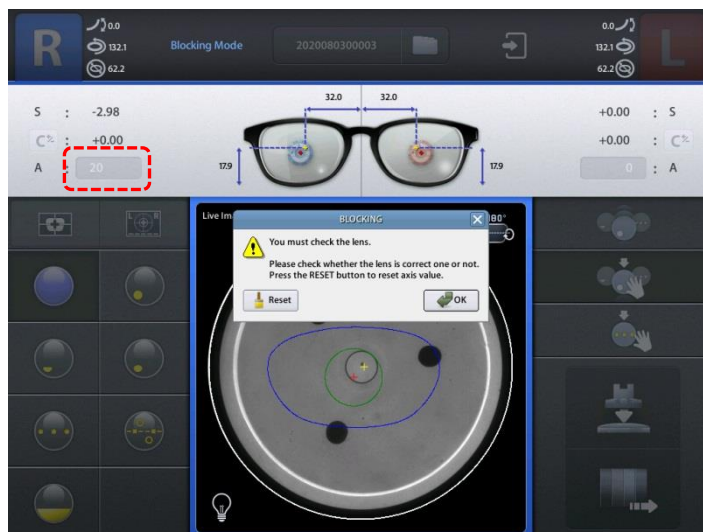 R
0.0
132.1
62.2
Blocking Mode
2020080300003
0.0
132.1
62.2
L
S : -2.98
C : +0.00
A : 20
32.0 32.0
17.9
17.9
+0.00 : S
+0.00 : C
0 : A
L R
Live Im
180°
BLOCKING
You must check the lens.
Please check whether the lens is correct one or not.
Press the RESET button to reset axis value.
Reset
OK